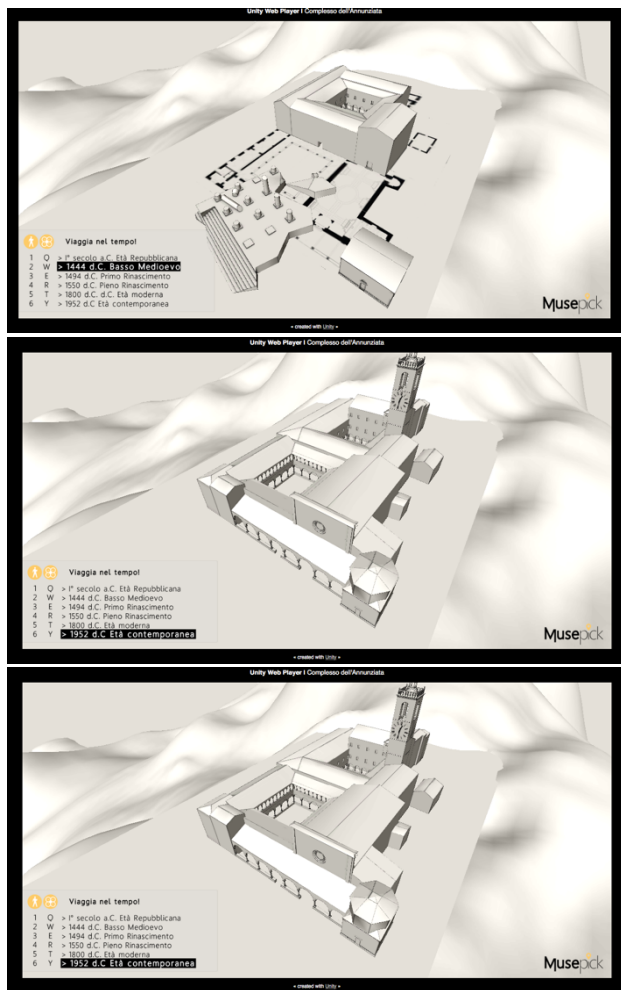 Unity Web Player | Complesso dell'Annunziata
Viaggia nel tempo!
1 Q > I° secolo a.C. Età Repubblicana
2 W > 1444 d.C. Basso Medioevo
3 E > 1494 d.C. Primo Rinascimento
4 R > 1550 d.C. Pieno Rinascimento
5 T > 1800 d.C. d.C. Età moderna
6 Y > 1952 d.C Età contemporanea
Musepick
« created with Unity »
Unity Web Player | Complesso dell'Annunziata
Viaggia nel tempo!
1 Q > I° secolo a.C. Età Repubblicana
2 W > 1444 d.C. Basso Medioevo
3 E > 1494 d.C. Primo Rinascimento
4 R > 1550 d.C. Pieno Rinascimento
5 T > 1800 d.C. Età moderna
6 Y > 1952 d.C Età contemporanea
Musepick
« created with Unity »
Unity Web Player | Complesso dell'Annunziata
Viaggia nel tempo!
1 Q > I° secolo a.C. Età Repubblicana
2 W > 1444 d.C. Basso Medioevo
3 E > 1494 d.C. Primo Rinascimento
4 R > 1550 d.C. Pieno Rinascimento
5 T > 1800 d.C. Età moderna
6 Y > 1952 d.C Età contemporanea
Musepick
« created with Unity »